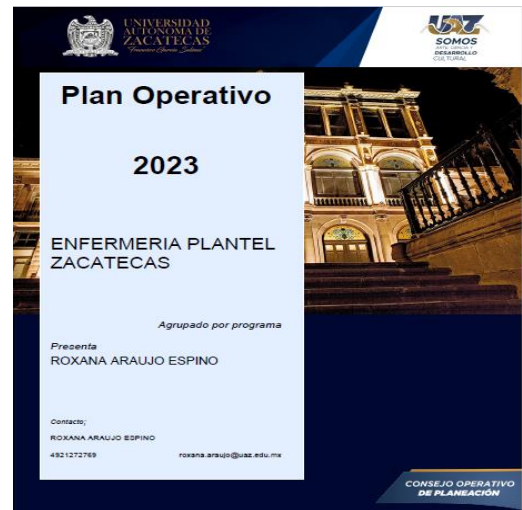 UNIVERSIDAD
AUTÓNOMA DE
ZACATECAS
"Francisco García Salinas"
UAZ
SOMOS
ARTE, CIENCIA Y
DESARROLLO
CULTURAL
Plan Operativo
2023
ENFERMERIA PLANTEL
ZACATECAS
Agrupado por programa
Presenta
ROXANA ARAUJO ESPINO
Contacto;
ROXANA ARAUJO ESPINO
4921272769 roxana.araujo@uaz.edu.mx
CONSEJO OPERATIVO
DE PLANEACIÓN